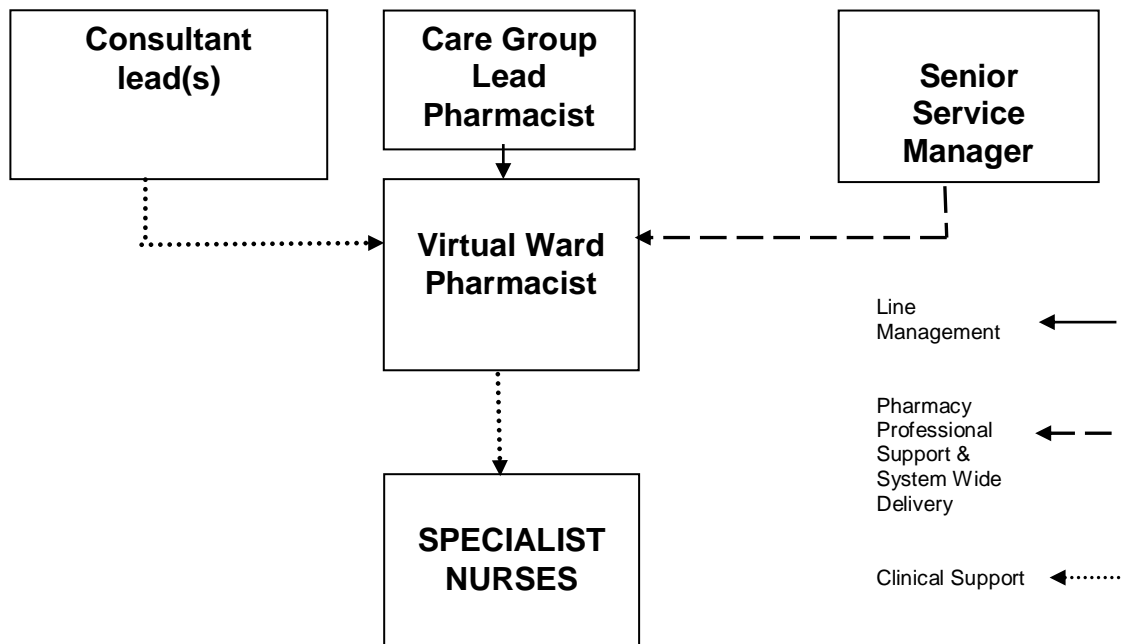 Consultant
lead(s)
Care Group
Lead
Pharmacist
Senior
Service
Manager
Virtual Ward
Pharmacist
Line
Management
Pharmacy
Professional
Support &
System Wide
Delivery
SPECIALIST
NURSES
Clinical Support